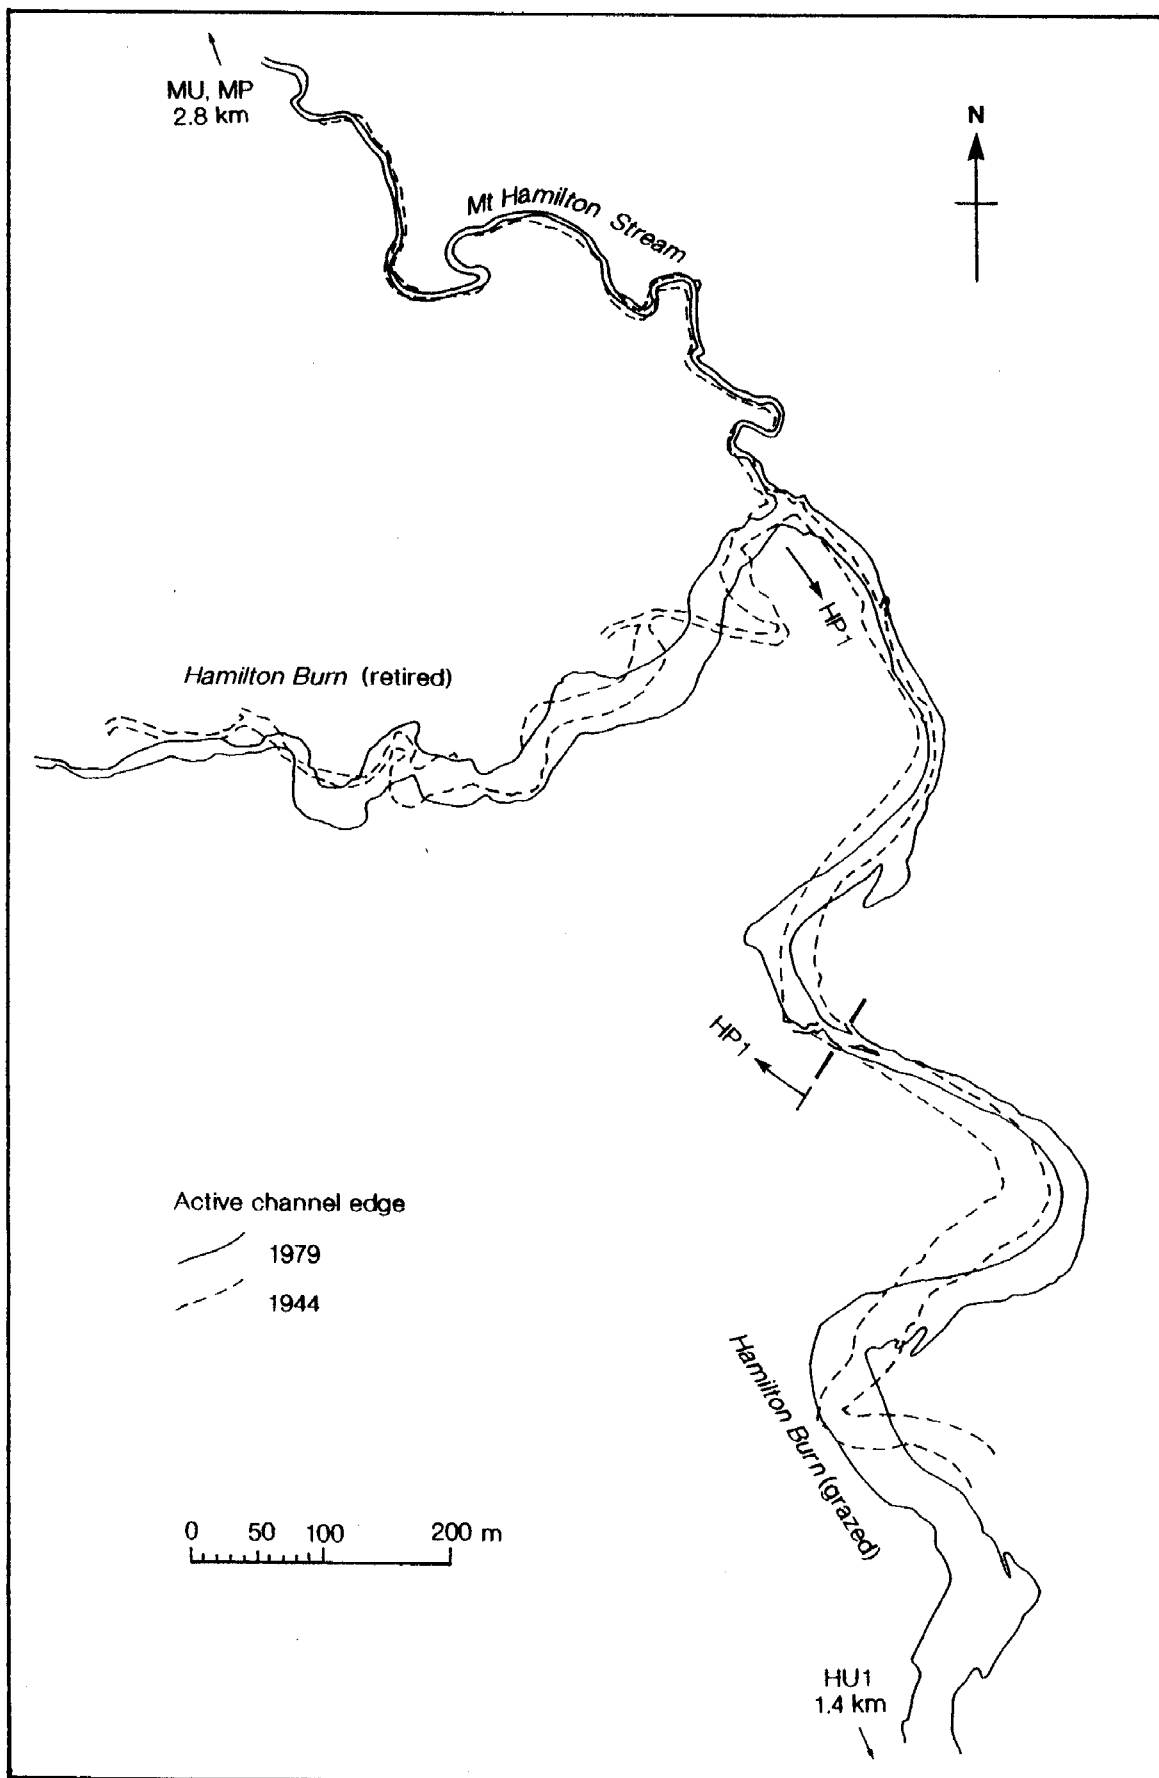 MU, MP
2.8 km
N
Mt Hamilton Stream
HP1
Hamilton Burn (retired)
HP1
Active channel edge
1979
1944
Hamilton Burn (grazed)
0 50 100 200 m
HU1
1.4 km